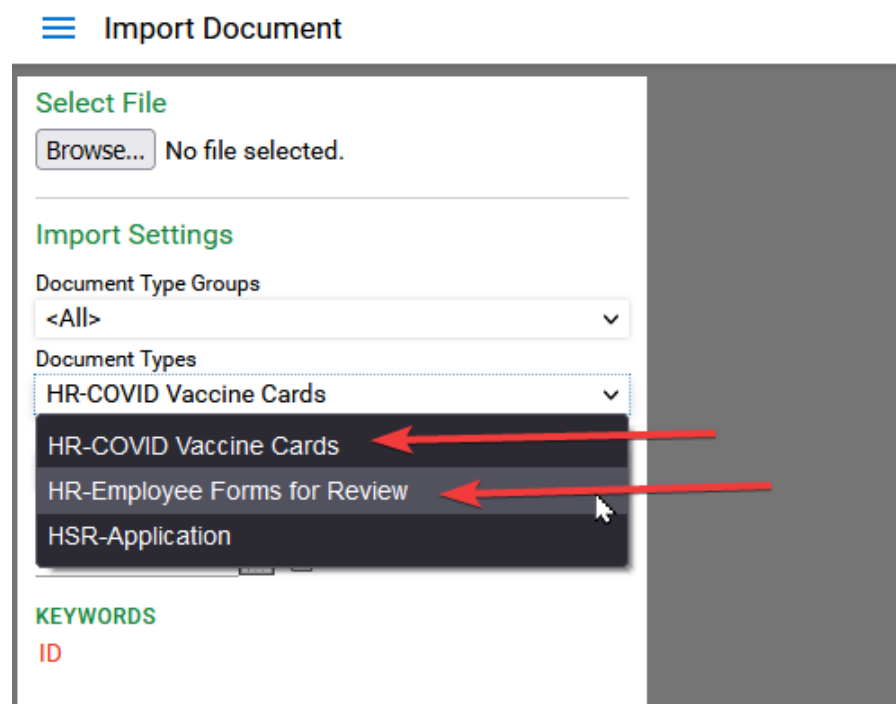 Import Document
Select File
Browse... No file selected.
Import Settings
Document Type Groups
<All>
Document Types
HR-COVID Vaccine Cards
HR-COVID Vaccine Cards
HR-Employee Forms for Review
HSR-Application
KEYWORDS
ID